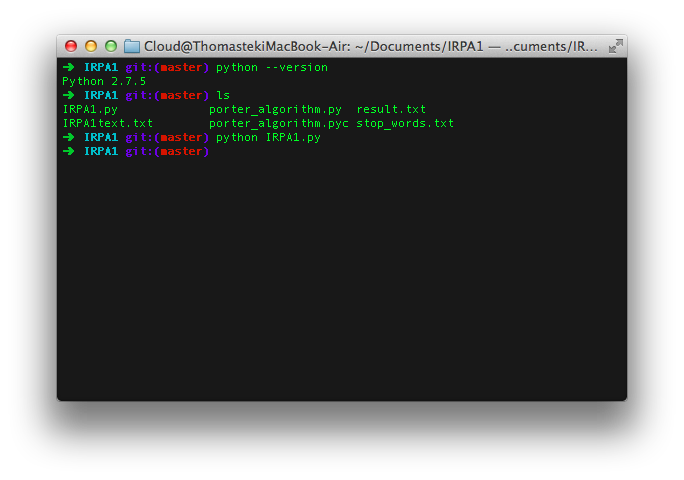 Cloud@ThomastekiMacBook-Air: ~/Documents/IRPA1 — ..cuments/IR...
➜ IRPA1 git:(master) python --version
Python 2.7.5
➜ IRPA1 git:(master) ls
IRPA1.py porter_algorithm.py result.txt
IRPA1text.txt porter_algorithm.pyc stop_words.txt
➜ IRPA1 git:(master) python IRPA1.py
➜ IRPA1 git:(master)